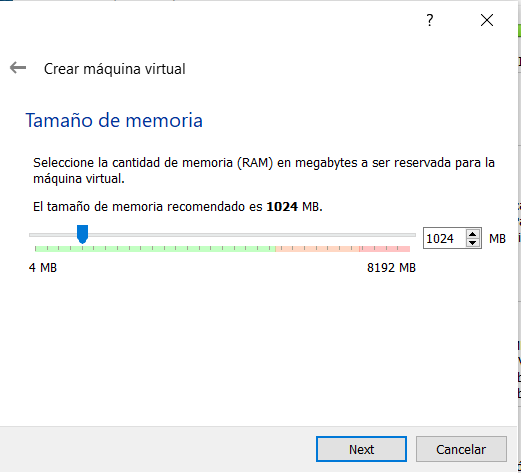 ?
Crear máquina virtual
Tamaño de memoria
Seleccione la cantidad de memoria (RAM) en megabytes a ser reservada para la
máquina virtual.
El tamaño de memoria recomendado es 1024 MB.
1024 MB
4 MB 8192 MB
Next Cancelar